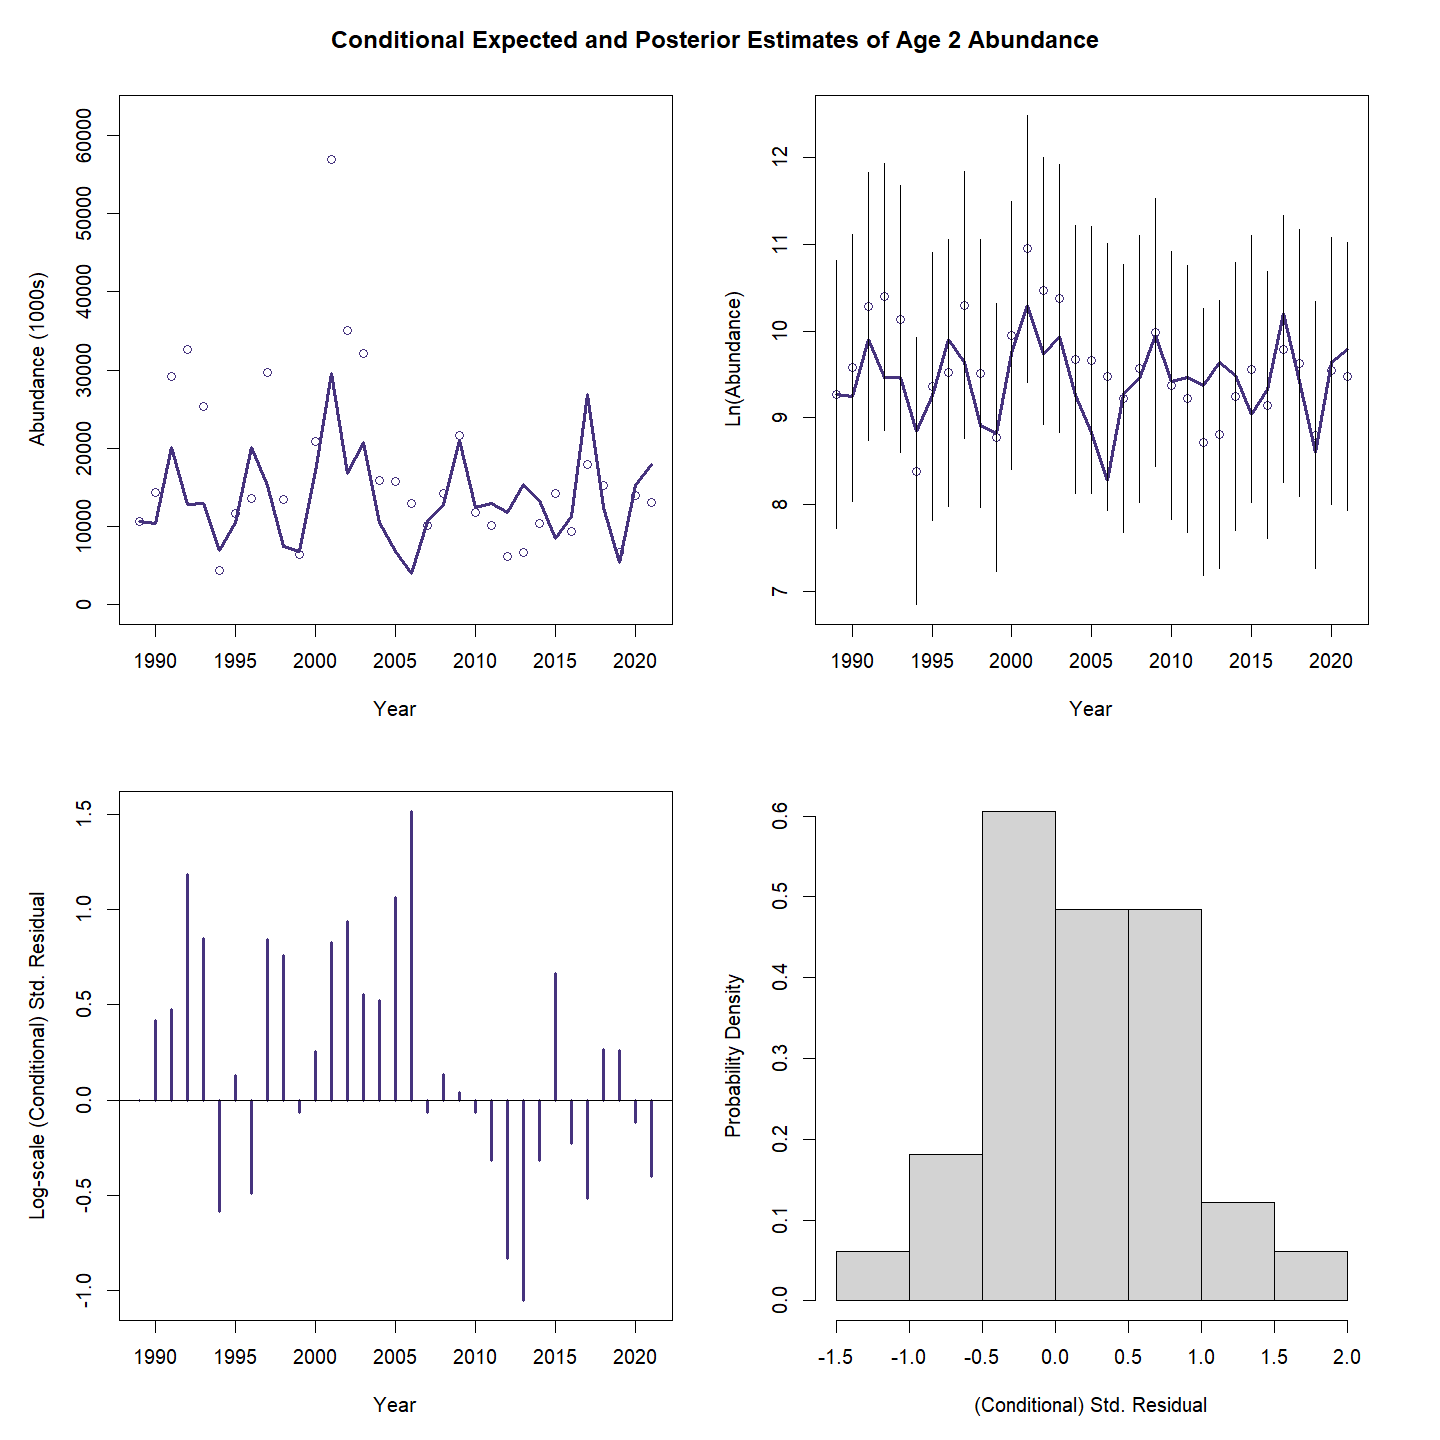 Conditional Expected and Posterior Estimates of Age 2 Abundance
Abundance (1000s)
60000
50000
40000
30000
20000
10000
0
1990 1995 2000 2005 2010 2015 2020
Year
Ln(Abundance)
12
11
10
9
8
7
1990 1995 2000 2005 2010 2015 2020
Year
Log-scale (Conditional) Std. Residual
1.5
1.0
0.5
0.0
-0.5
-1.0
1990 1995 2000 2005 2010 2015 2020
Year
Probability Density
0.6
0.5
0.4
0.3
0.2
0.1
0.0
-1.5 -1.0 -0.5 0.0 0.5 1.0 1.5 2.0
(Conditional) Std. Residual